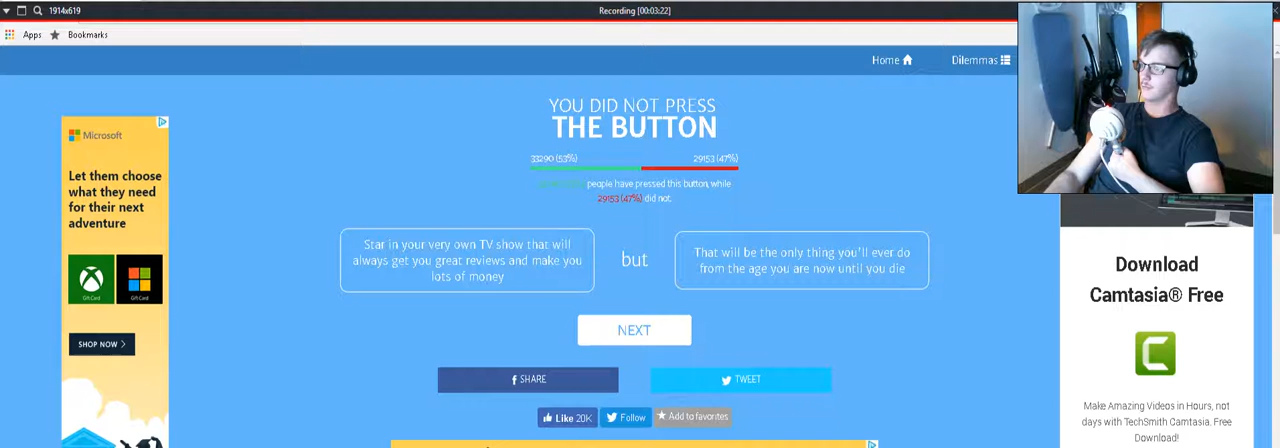 1914x619
Recording [00:03:22]
Apps
Bookmarks
Home
Dilemmas
YOU DID NOT PRESS
THE BUTTON
33290 (53%)
29153 (47%)
people have pressed this button, while
29153 (47%) did not.
Star in your very own TV show that will
always get you great reviews and make you
lots of money
but
That will be the only thing you'll ever do
from the age you are now until you die
NEXT
f SHARE
TWEET
Like 20K
Follow
Add to favorites
Microsoft
Let them choose
what they need
for their next
adventure
Gift Card
Gift Card
SHOP NOW >
Download
Camtasia® Free
C
Make Amazing Videos in Hours, not
days with TechSmith Camtasia. Free
Download!